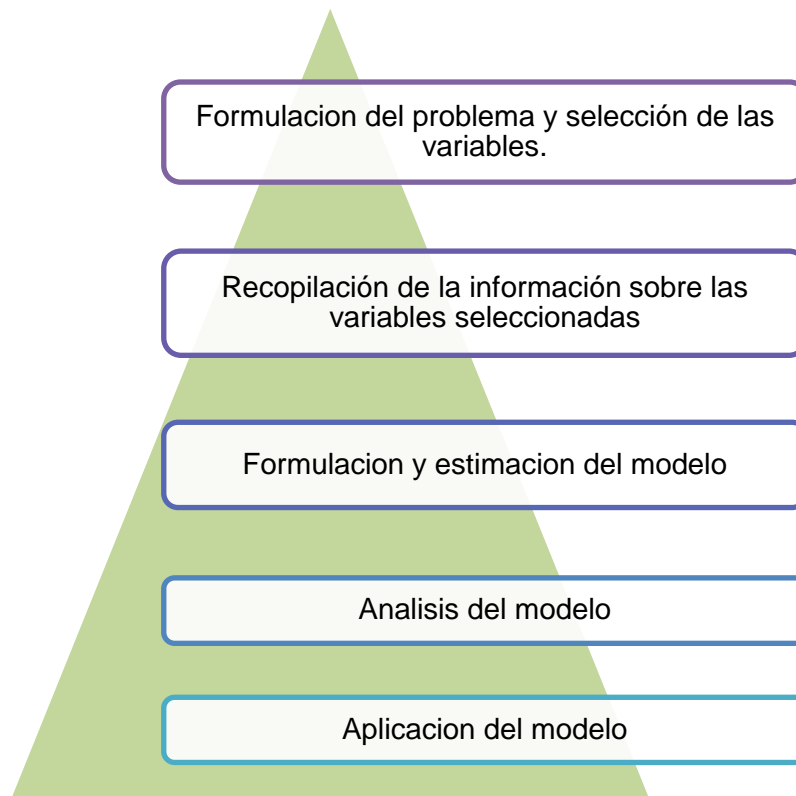 Formulacion del problema y selección de las
variables.
Recopilación de la información sobre las
variables seleccionadas
Formulacion y estimacion del modelo
Analisis del modelo
Aplicacion del modelo